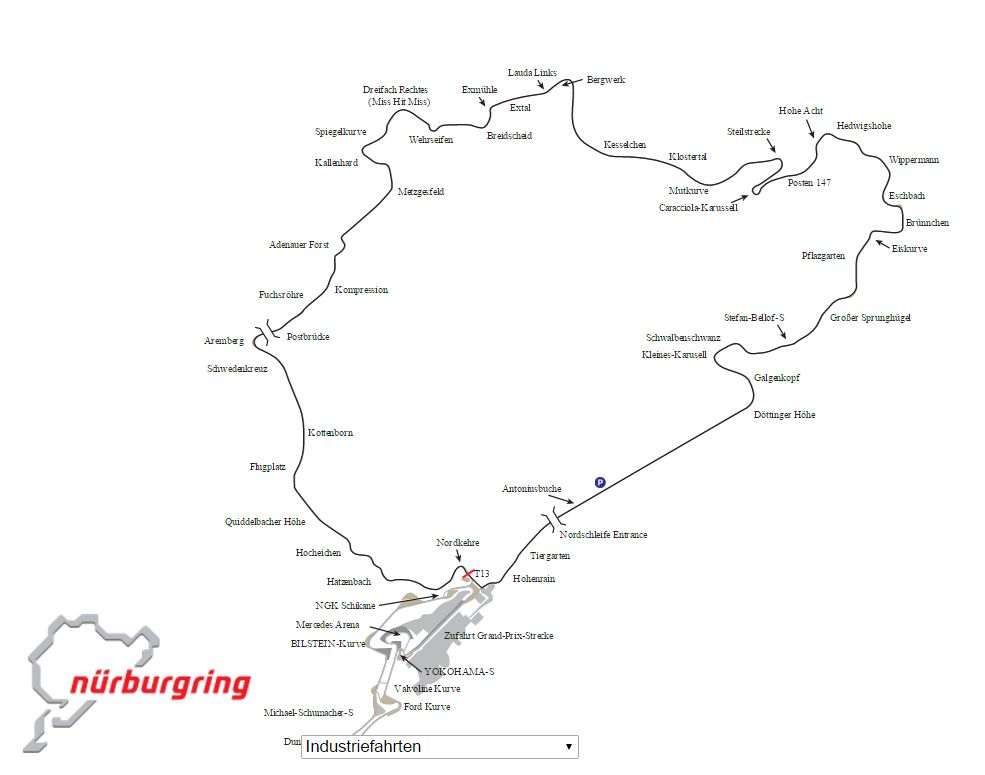 Lauda Links
Bergwerk
Dreifach Rechtes
(Miss Hit Miss)
Exmühle
Extal
Hohe Acht
Hedwigshöhe
Spiegelkurve
Wehrseifen
Breidscheid
Steilstrecke
Kesselchen
Klostertal
Wippermann
Kallenhard
Posten 147
Metzgesfeld
Mutkurve
Eschbach
Caracciola-Karussell
Brünnchen
Adenauer Forst
Eiskurve
Pflazgarten
Fuchsröhre
Kompression
Stefan-Bellof-S
Großer Sprunghügel
Aremberg
Postbrücke
Schwalbenschwanz
Kleines-Karusell
Schwedenkreuz
Galgenkopf
Döttinger Höhe
Kottenborn
Flugplatz
P
Antoniusbuche
Quiddelbacher Höhe
Nordschleife Entrance
Nordkehre
Hocheichen
Tiergarten
T13
Hohenrain
Hatzenbach
NGK Schikane
Mercedes Arena
Zufahrt Grand-Prix-Strecke
BILSTEIN-Kurve
YOKOHAMA-S
nürburgring
Valvoline Kurve
Ford Kurve
Michael-Schumacher-S
Dun
Industriefahrten